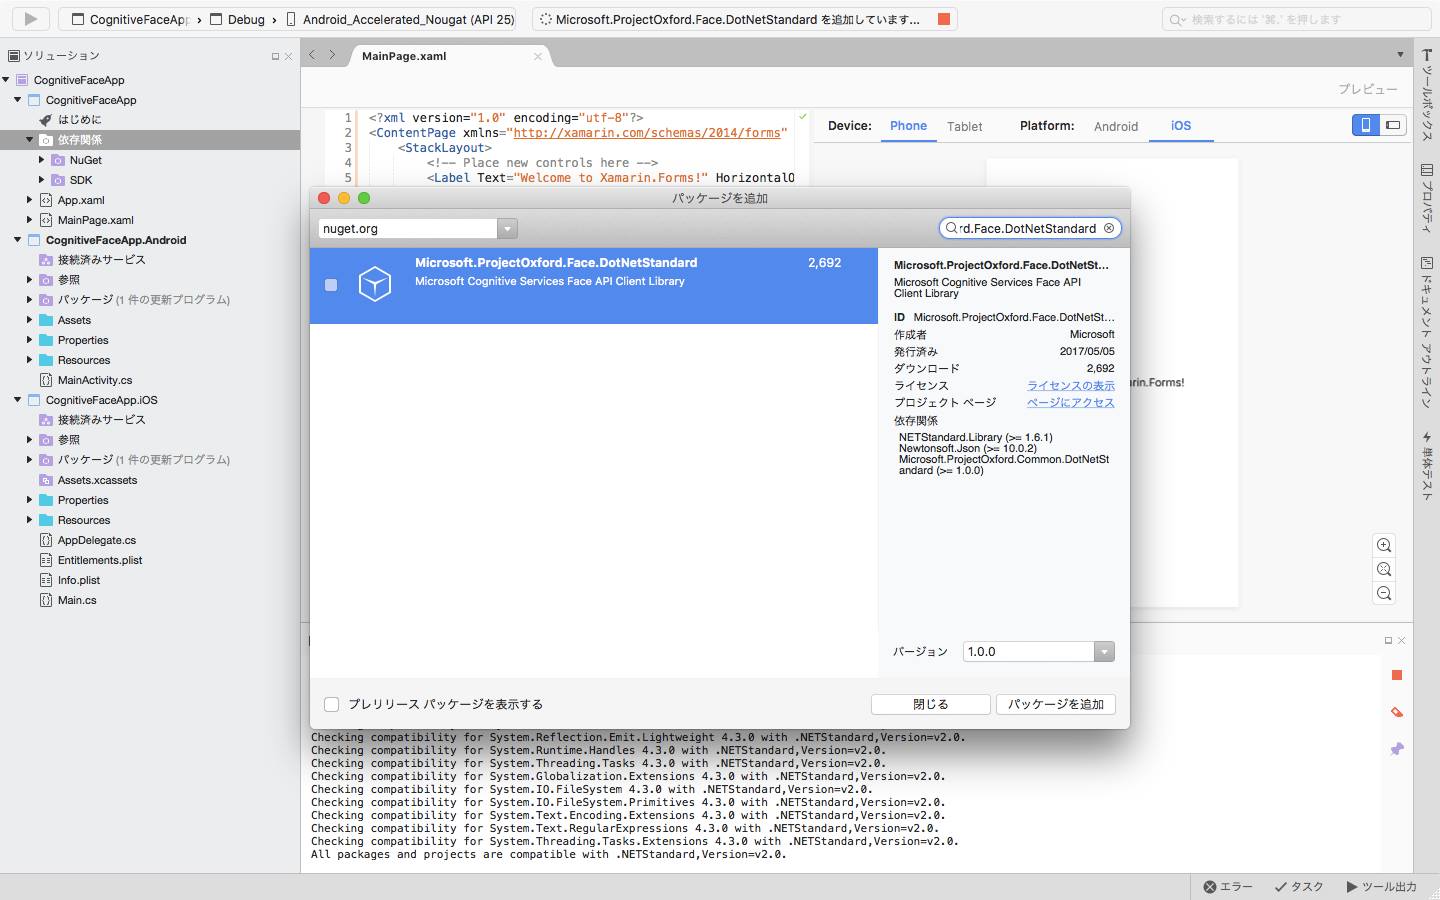 CognitiveFaceApp › Debug › Android_Accelerated_Nougat (API 25)
Microsoft.ProjectOxford.Face.DotNetStandard を追加しています...
検索するには '⌘.' を押します
ソリューション
CognitiveFaceApp
CognitiveFaceApp
はじめに
依存関係
NuGet
SDK
App.xaml
MainPage.xaml
CognitiveFaceApp.Android
接続済みサービス
参照
パッケージ (1 件の更新プログラム)
Assets
Properties
Resources
MainActivity.cs
CognitiveFaceApp.iOS
接続済みサービス
参照
パッケージ (1 件の更新プログラム)
Assets.xcassets
Properties
Resources
AppDelegate.cs
Entitlements.plist
Info.plist
Main.cs
MainPage.xaml
プレビュー
1 <?xml version="1.0" encoding="utf-8"?>
2 <ContentPage xmlns="http://xamarin.com/schemas/2014/forms"
3 <StackLayout>
4 <!-- Place new controls here -->
5 <Label Text="Welcome to Xamarin.Forms!" HorizontalO
Device: Phone Tablet Platform: Android iOS
rin.Forms!
パッケージを追加
nuget.org
rd.Face.DotNetStandard
Microsoft.ProjectOxford.Face.DotNetStandard 2,692
Microsoft Cognitive Services Face API Client Library
Microsoft.ProjectOxford.Face.DotNetSt...
Microsoft Cognitive Services Face API
Client Library
ID Microsoft.ProjectOxford.Face.DotNetSt...
作成者 Microsoft
発行済み 2017/05/05
ダウンロード 2,692
ライセンス ライセンスの表示
プロジェクト ページ ページにアクセス
依存関係
NETStandard.Library (>= 1.6.1)
Newtonsoft.Json (>= 10.0.2)
Microsoft.ProjectOxford.Common.DotNetSt
andard (>= 1.0.0)
バージョン 1.0.0
プレリリース パッケージを表示する
閉じる
パッケージを追加
Checking compatibility for System.Reflection.Emit.Lightweight 4.3.0 with .NETStandard,Version=v2.0.
Checking compatibility for System.Runtime.Handles 4.3.0 with .NETStandard,Version=v2.0.
Checking compatibility for System.Threading.Tasks 4.3.0 with .NETStandard,Version=v2.0.
Checking compatibility for System.Globalization.Extensions 4.3.0 with .NETStandard,Version=v2.0.
Checking compatibility for System.IO.FileSystem 4.3.0 with .NETStandard,Version=v2.0.
Checking compatibility for System.IO.FileSystem.Primitives 4.3.0 with .NETStandard,Version=v2.0.
Checking compatibility for System.Text.Encoding.Extensions 4.3.0 with .NETStandard,Version=v2.0.
Checking compatibility for System.Text.RegularExpressions 4.3.0 with .NETStandard,Version=v2.0.
Checking compatibility for System.Threading.Tasks.Extensions 4.3.0 with .NETStandard,Version=v2.0.
All packages and projects are compatible with .NETStandard,Version=v2.0.
ツールボックス
プロパティ
ドキュメント アウトライン
単体テスト
エラー
タスク
ツール出力